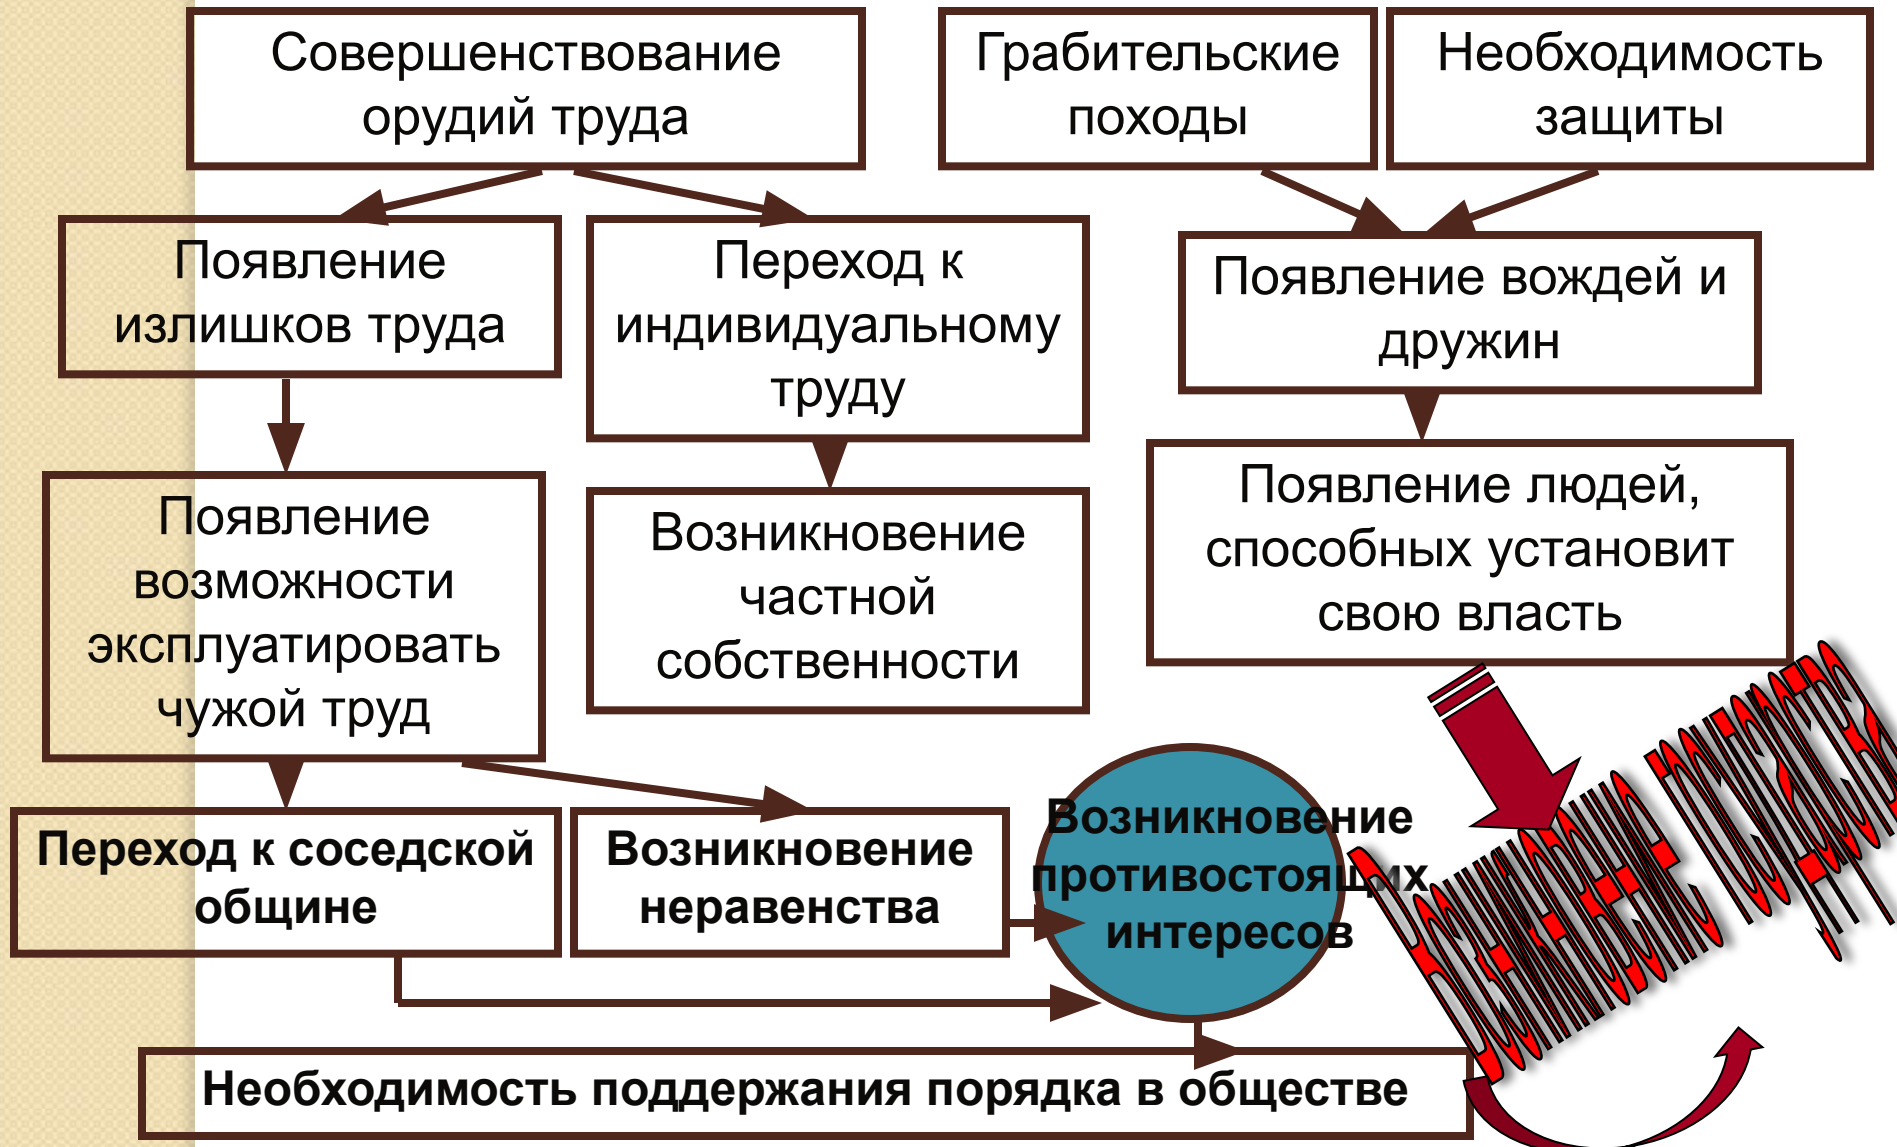 Совершенствование
орудий труда
Грабительские
походы
Необходимость
защиты
Появление
излишков труда
Переход к
индивидуальному
труду
Появление вождей и
дружин
Появление
возможности
эксплуатировать
чужой труд
Возникновение
частной
собственности
Появление людей,
способных установит
свою власть
Переход к соседской
общине
Возникновение
неравенства
Возникновение
противостоящих
интересов
Возникновение государства
Необходимость поддержания порядка в обществе